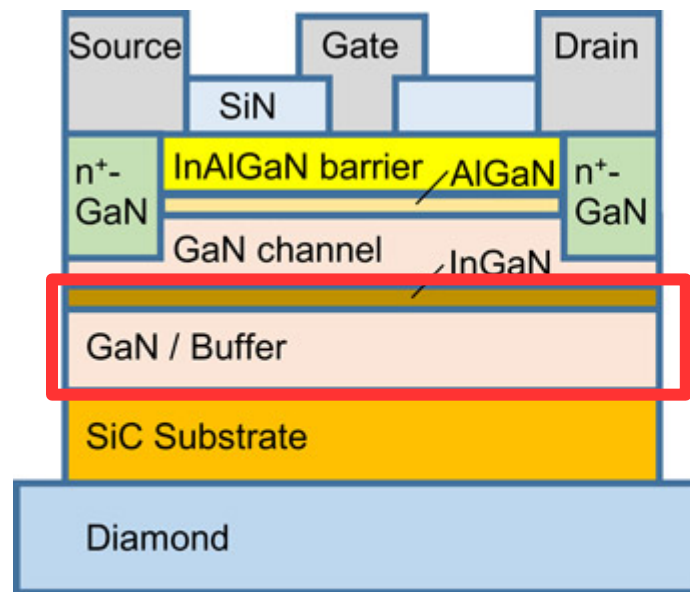 Source
Gate
Drain
SiN
n⁺-
GaN
InAlGaN barrier
AlGaN
n⁺-
GaN
GaN channel
InGaN
GaN / Buffer
SiC Substrate
Diamond